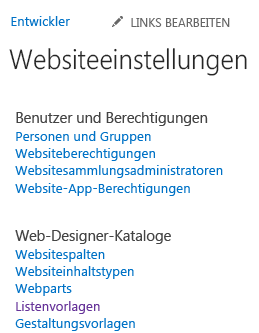 Entwickler LINKS BEARBEITEN
Websiteeinstellungen
Benutzer und Berechtigungen
Personen und Gruppen
Websiteberechtigungen
Websitesammlungsadministratoren
Website-App-Berechtigungen
Web-Designer-Kataloge
Websitespalten
Websiteinhaltstypen
Webparts
Listenvorlagen
Gestaltungsvorlagen